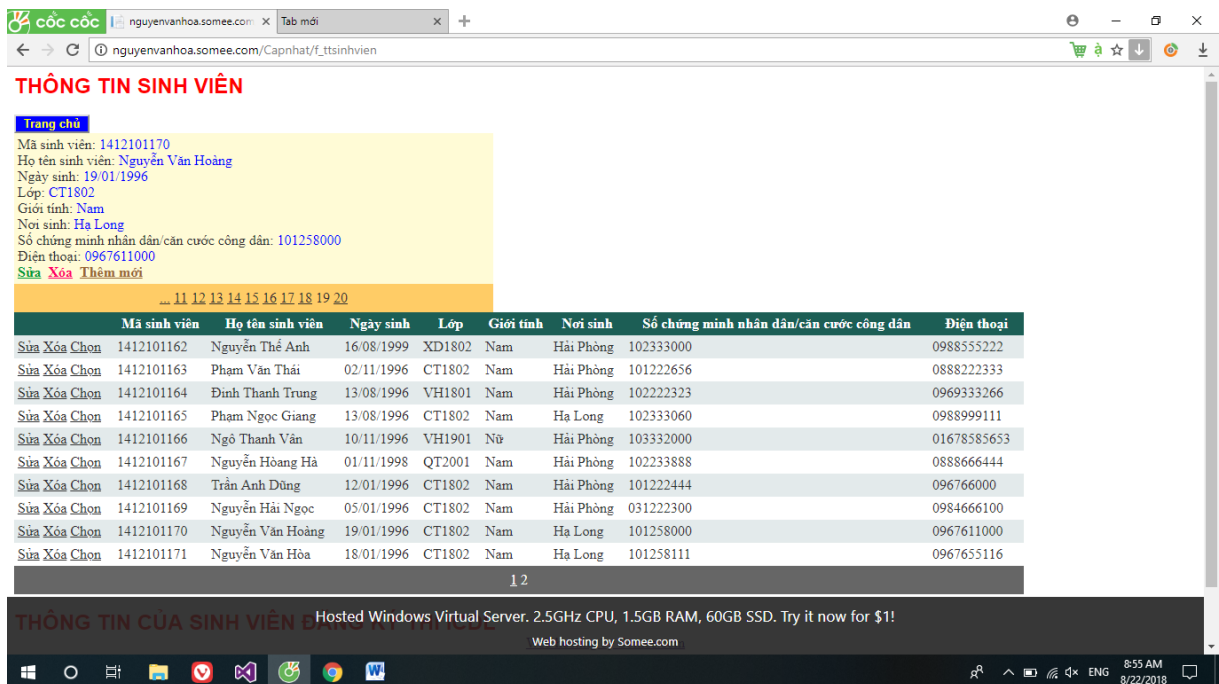 cốc cốc nguyenvanhoa.somee.com Tab mới
nguyenvanhoa.somee.com/Capnhat/f_ttsinhvien
THÔNG TIN SINH VIÊN
Trang chủ
Mã sinh viên: 1412101170
Họ tên sinh viên: Nguyễn Văn Hoàng
Ngày sinh: 19/01/1996
Lớp: CT1802
Giới tính: Nam
Nơi sinh: Hạ Long
Số chứng minh nhân dân/căn cước công dân: 101258000
Điện thoại: 0967611000
Sửa Xóa Thêm mới
... 11 12 13 14 15 16 17 18 19 20
Mã sinh viên Họ tên sinh viên Ngày sinh Lớp Giới tính Nơi sinh Số chứng minh nhân dân/căn cước công dân Điện thoại
Sửa Xóa Chọn 1412101162 Nguyễn Thế Anh 16/08/1999 XD1802 Nam Hải Phòng 102333000 0988555222
Sửa Xóa Chọn 1412101163 Phạm Văn Thái 02/11/1996 CT1802 Nam Hải Phòng 101222656 0888222333
Sửa Xóa Chọn 1412101164 Đinh Thanh Trung 13/08/1996 VH1801 Nam Hải Phòng 102222323 0969333266
Sửa Xóa Chọn 1412101165 Phạm Ngọc Giang 13/08/1996 CT1802 Nam Hạ Long 102333060 0988999111
Sửa Xóa Chọn 1412101166 Ngô Thanh Vân 10/11/1996 VH1901 Nữ Hải Phòng 103332000 01678585653
Sửa Xóa Chọn 1412101167 Nguyễn Hòang Hà 01/11/1998 QT2001 Nam Hải Phòng 102233888 0888666444
Sửa Xóa Chọn 1412101168 Trần Anh Dũng 12/01/1996 CT1802 Nam Hải Phòng 101222444 096766000
Sửa Xóa Chọn 1412101169 Nguyễn Hải Ngọc 05/01/1996 CT1802 Nam Hải Phòng 031222300 0984666100
Sửa Xóa Chọn 1412101170 Nguyễn Văn Hoàng 19/01/1996 CT1802 Nam Hạ Long 101258000 0967611000
Sửa Xóa Chọn 1412101171 Nguyễn Văn Hòa 18/01/1996 CT1802 Nam Hạ Long 101258111 0967655116
1 2
THÔNG TIN CỦA SINH VIÊN ĐĂNG KÝ THI ICDL
Hosted Windows Virtual Server. 2.5GHz CPU, 1.5GB RAM, 60GB SSD. Try it now for $1!
Web hosting by Somee.com
ENG 8:55 AM
8/22/2018